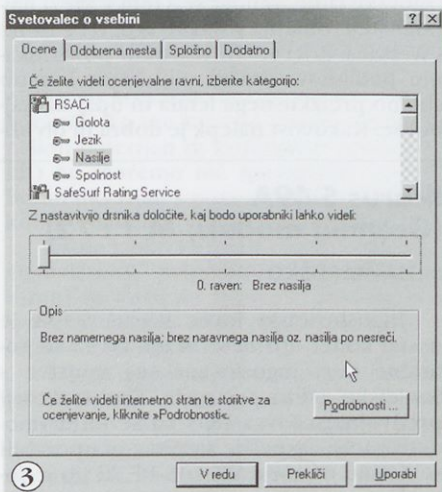 Svetovalec o vsebini
Ocene Odobrena mesta Splošno Dodatno
Če želite videti ocenjevalne ravni, izberite kategorijo:
RSACi
Golota
Jezik
Nasilje
Spolnost
SafeSurf Rating Service
Z nastavitvijo drsnika določite, kaj bodo uporabniki lahko videli:
0. raven: Brez nasilja
Opis
Brez namernega nasilja; brez naravnega nasilja oz. nasilja po nesreči.
Če želite videti internetno stran te storitve za
ocenjevanje, kliknite »Podrobnosti«.
Podrobnosti ...
3
V redu Prekliči Uporabi